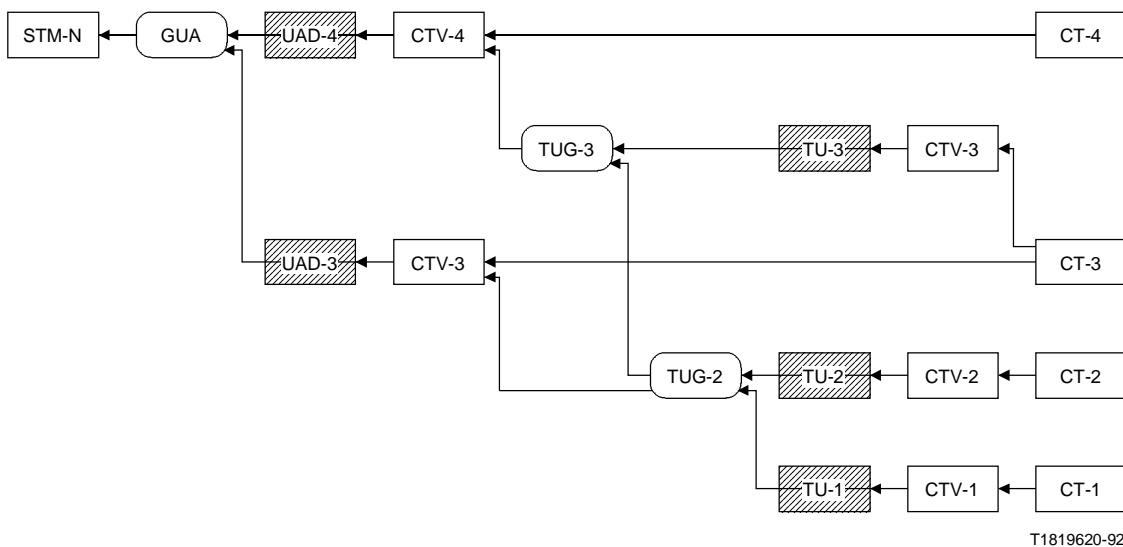 STM-N GUA UAD-4 CTV-4 CT-4
TUG-3 TU-3 CTV-3
UAD-3 CTV-3 CT-3
TUG-2 TU-2 CTV-2 CT-2
TU-1 CTV-1 CT-1
T1819620-92